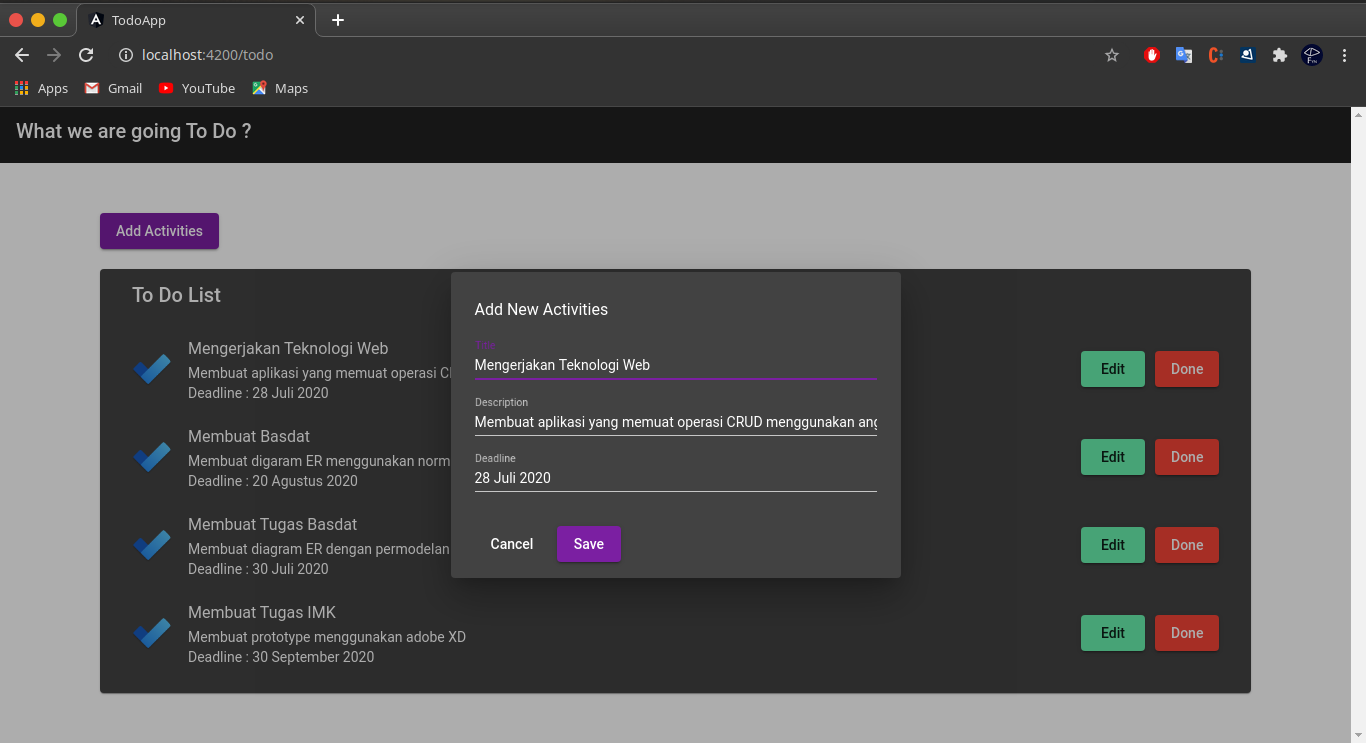 TodoApp
localhost:4200/todo
Apps
Gmail
YouTube
Maps
What we are going To Do ?
Add Activities
To Do List
Mengerjakan Teknologi Web
Membuat aplikasi yang memuat operasi
Deadline : 28 Juli 2020
Edit
Done
Membuat Basdat
Membuat digaram ER menggunakan norm
Deadline : 20 Agustus 2020
Edit
Done
Membuat Tugas Basdat
Membuat diagram ER dengan permodelan
Deadline : 30 Juli 2020
Edit
Done
Membuat Tugas IMK
Membuat prototype menggunakan adobe XD
Deadline : 30 September 2020
Edit
Done
Add New Activities
Mengerjakan Teknologi Web
Description
Membuat aplikasi yang memuat operasi CRUD menggunakan ang
Deadline
28 Juli 2020
Cancel
Save